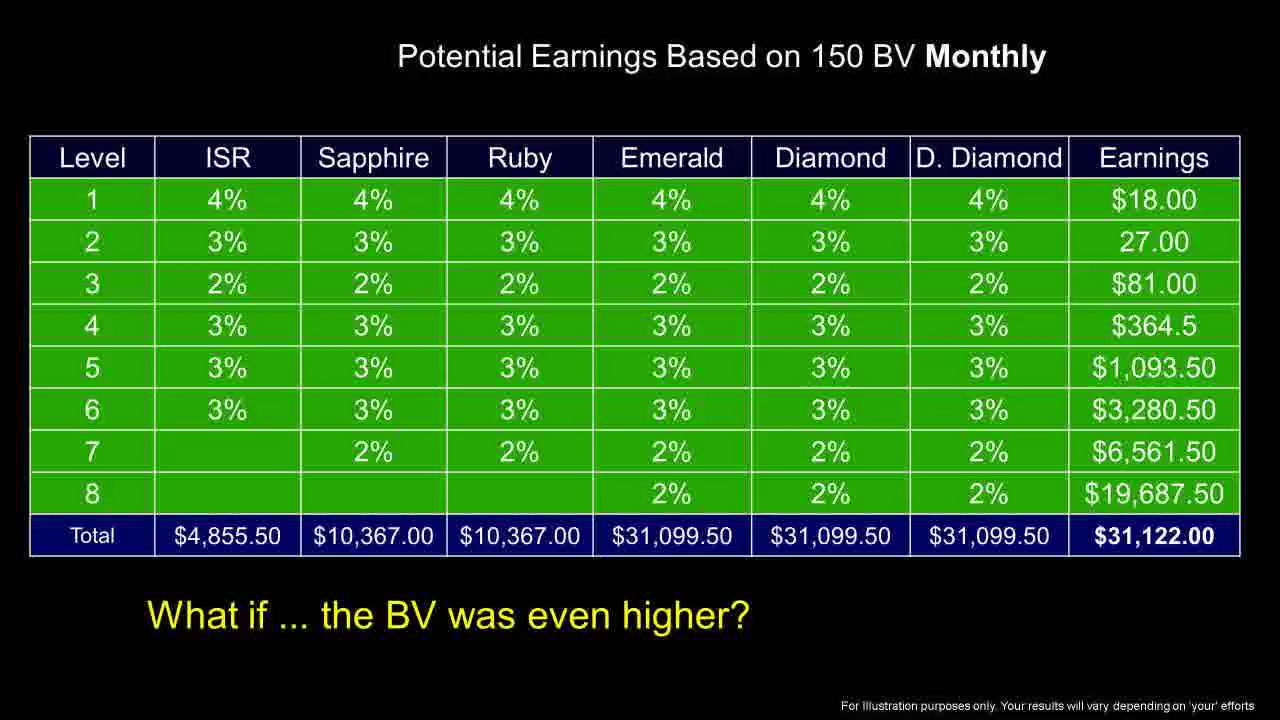 Potential Earnings Based on 150 BV Monthly
Level ISR Sapphire Ruby Emerald Diamond D. Diamond Earnings
1 4% 4% 4% 4% 4% 4% $18.00
2 3% 3% 3% 3% 3% 3% 27.00
3 2% 2% 2% 2% 2% 2% $81.00
4 3% 3% 3% 3% 3% 3% $364.5
5 3% 3% 3% 3% 3% 3% $1,093.50
6 3% 3% 3% 3% 3% 3% $3,280.50
7 2% 2% 2% 2% 2% $6,561.50
8 2% 2% 2% $19,687.50
Total $4,855.50 $10,367.00 $10,367.00 $31,099.50 $31,099.50 $31,099.50 $31,122.00
What if ... the BV was even higher?
For Illustration purposes only. Your results will vary depending on 'your' efforts